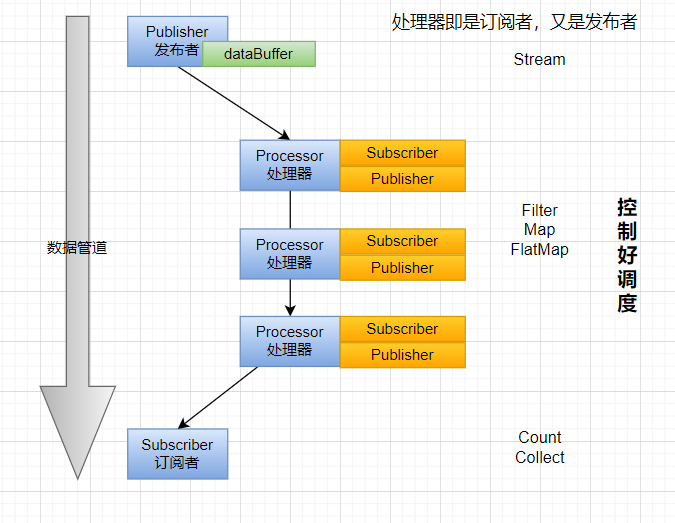 处理器即是订阅者，又是发布者
Publisher
发布者
dataBuffer
Stream
Processor
处理器
Subscriber
Publisher
Processor
处理器
Subscriber
Publisher
Filter
Map
FlatMap
控
制
好
调
度
数据管道
Processor
处理器
Subscriber
Publisher
Subscriber
订阅者
Count
Collect